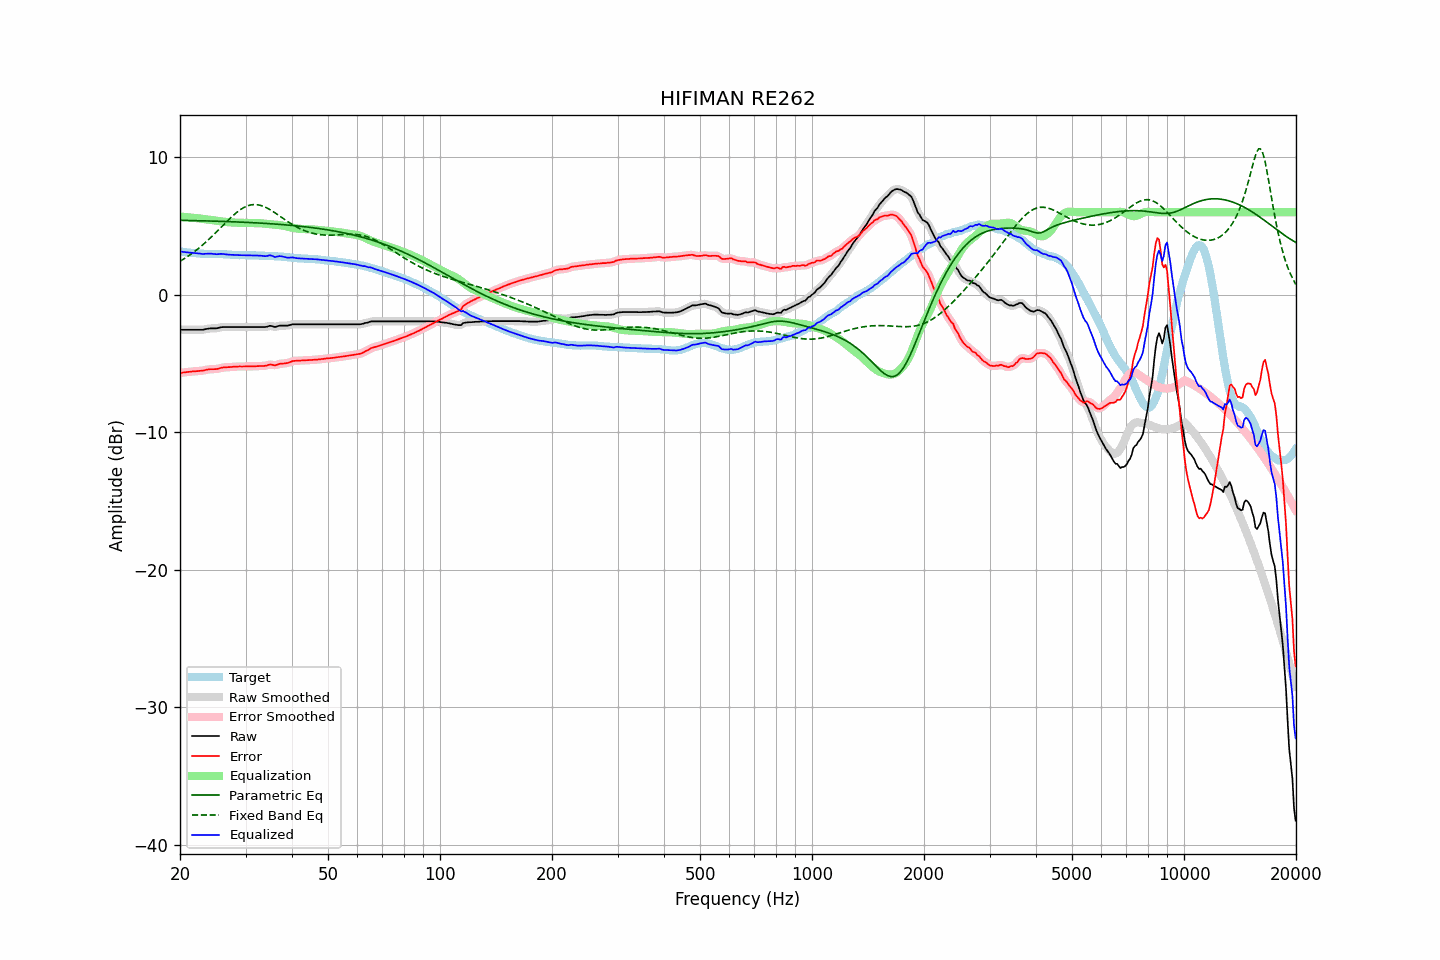 HIFIMAN RE262
Amplitude (dBr)
10
0
−10
−20
−30
−40
Target
Raw Smoothed
Error Smoothed
Raw
Error
Equalization
Parametric Eq
Fixed Band Eq
Equalized
20
50
100
200
500
1000
2000
5000
10000
20000
Frequency (Hz)